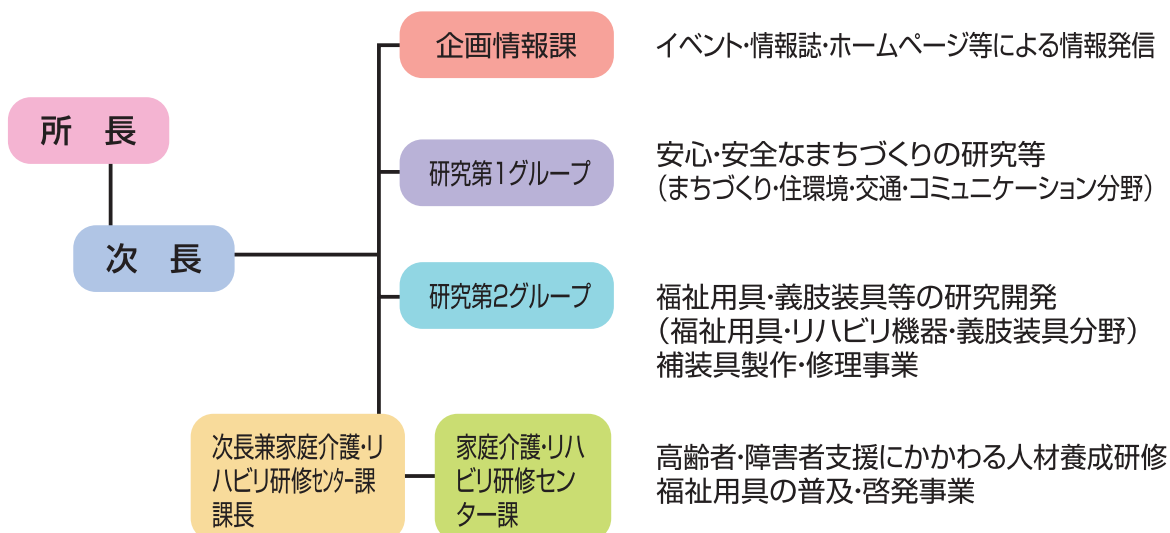 企画情報課
イベント・情報誌・ホームページ等による情報発信
所 長
研究第1グループ
安心・安全なまちづくりの研究等
（まちづくり・住環境・交通・コミュニケーション分野）
次 長
研究第2グループ
福祉用具・義肢装具等の研究開発
（福祉用具・リハビリ機器・義肢装具分野）
補装具製作・修理事業
次長兼家庭介護・リ
ハビリ研修センター課
課長
家庭介護・リハ
ビリ研修セン
ター課
高齢者・障害者支援にかかわる人材養成研修
福祉用具の普及・啓発事業